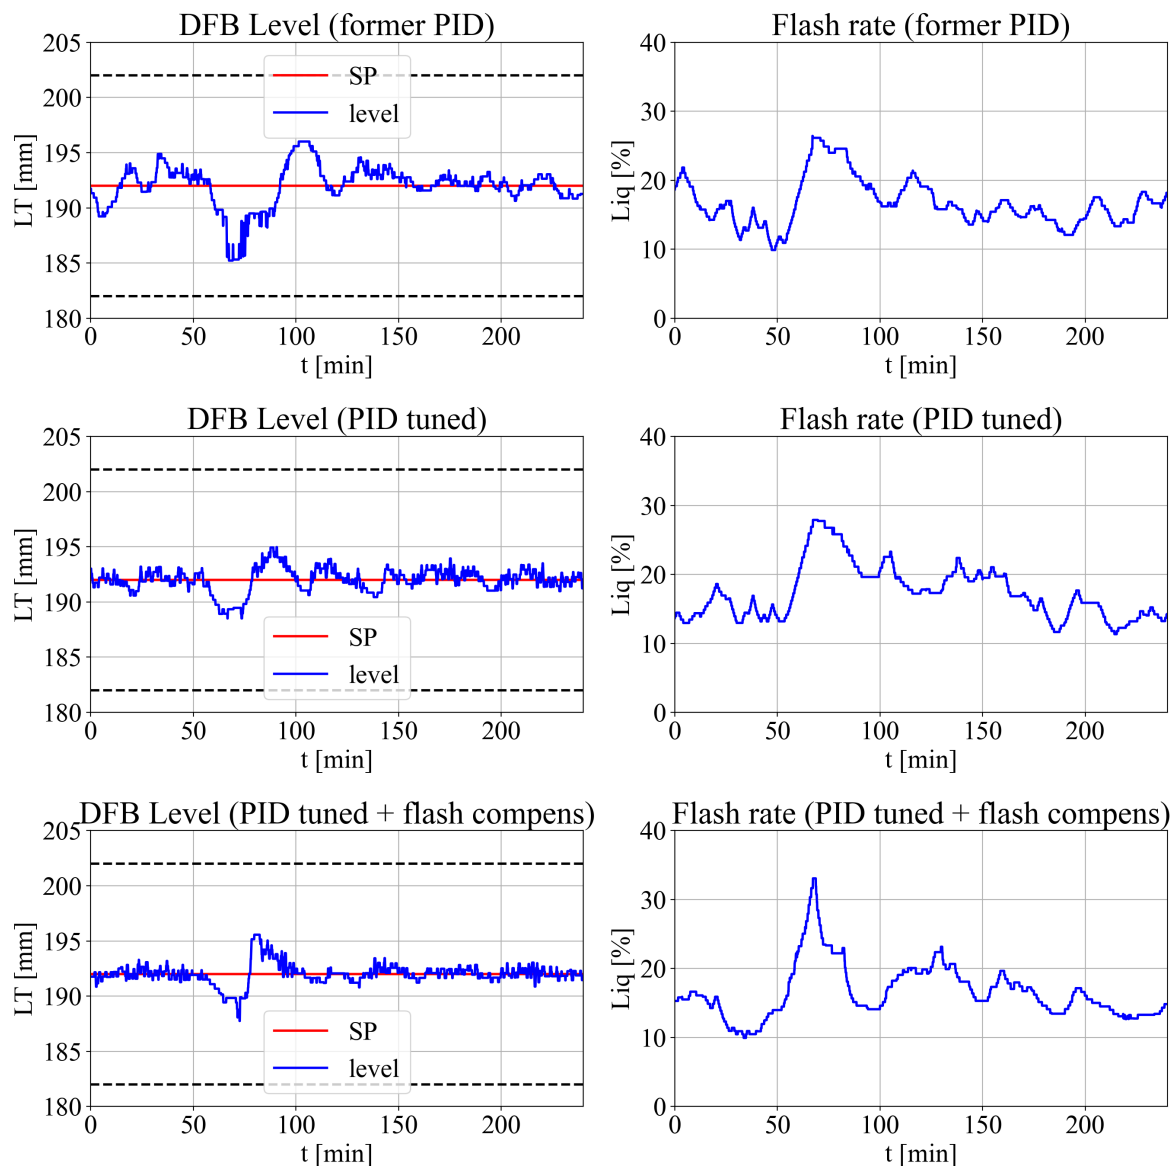 DFB Level (former PID)
205
200
195
190
185
180
LT [mm]
SP
level
0 50 100 150 200
t [min]
Flash rate (former PID)
40
30
20
10
0
Liq [%]
0 50 100 150 200
t [min]
DFB Level (PID tuned)
205
200
195
190
185
180
LT [mm]
SP
level
0 50 100 150 200
t [min]
Flash rate (PID tuned)
40
30
20
10
0
Liq [%]
0 50 100 150 200
t [min]
DFB Level (PID tuned + flash compens)
205
200
195
190
185
180
LT [mm]
SP
level
0 50 100 150 200
t [min]
Flash rate (PID tuned + flash compens)
40
30
20
10
0
Liq [%]
0 50 100 150 200
t [min]